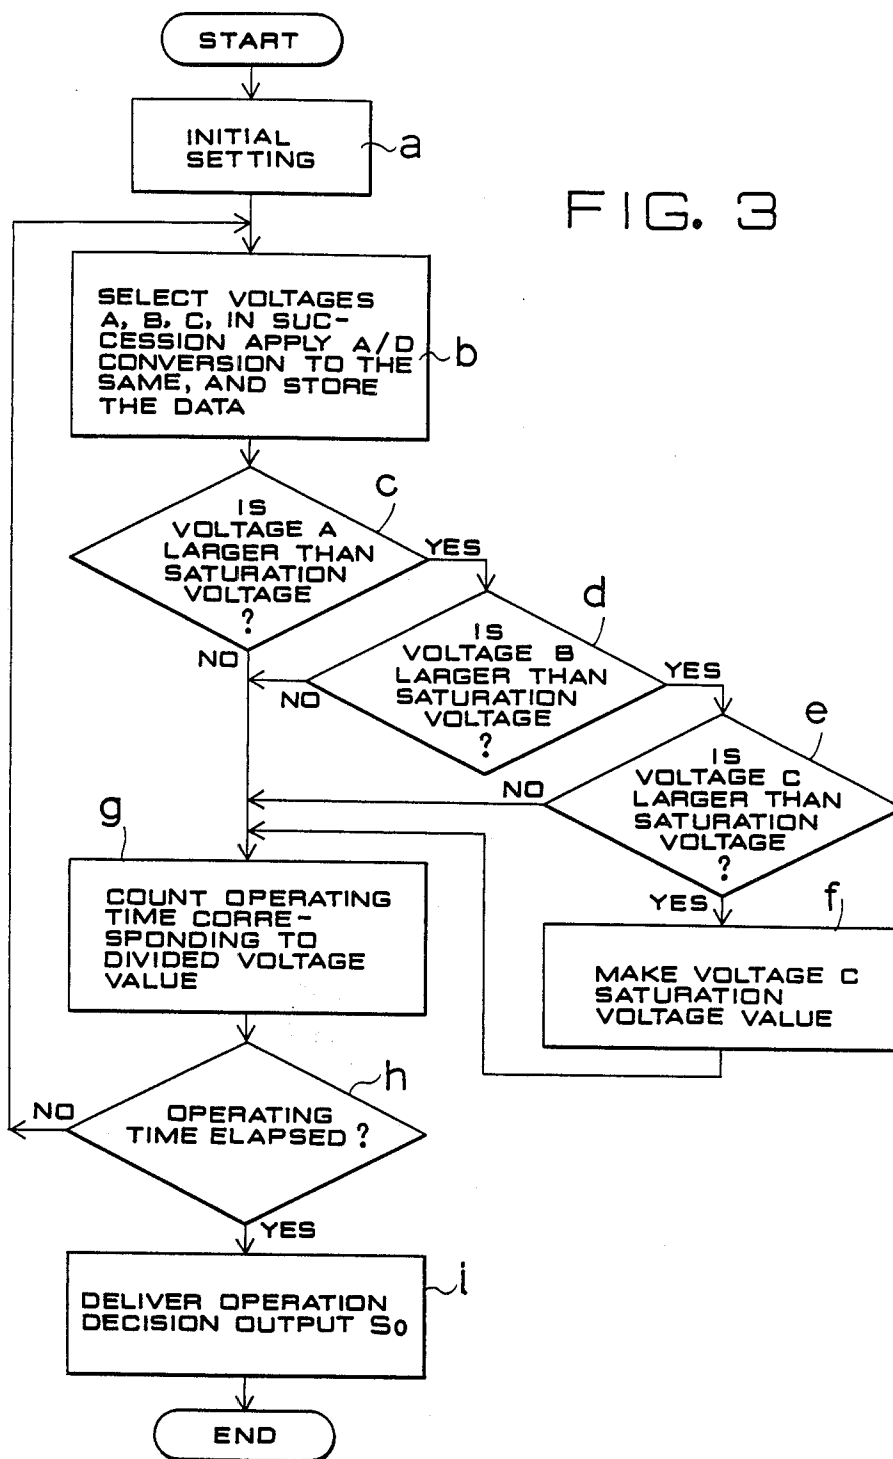 START
INITIAL
SETTING
a
FIG. 3
SELECT VOLTAGES
A, B, C, IN SUC-
CESSION APPLY A/D
CONVERSION TO THE
SAME, AND STORE
THE DATA
b
IS
VOLTAGE A
LARGER THAN
SATURATION
VOLTAGE
?
c
YES
NO
IS
VOLTAGE B
LARGER THAN
SATURATION
VOLTAGE
?
d
YES
NO
IS
VOLTAGE C
LARGER THAN
SATURATION
VOLTAGE
?
e
NO
YES
f
MAKE VOLTAGE C
SATURATION
VOLTAGE VALUE
g
COUNT OPERATING
TIME CORRE-
SPONDING TO
DIVIDED VOLTAGE
VALUE
h
OPERATING
TIME ELAPSED?
NO
YES
i
DELIVER OPERATION
DECISION OUTPUT So
END